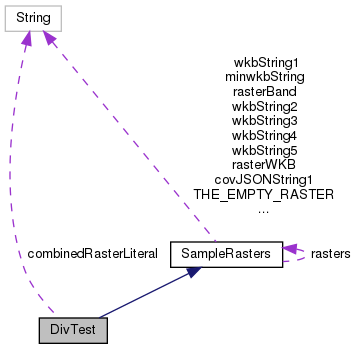 String
wkbString1
minwkbString
rasterBand
wkbString2
wkbString3
wkbString4
wkbString5
rasterWKB
covJSONString1
THE_EMPTY_RASTER
...
combinedRasterLiteral
SampleRasters
rasters
DivTest